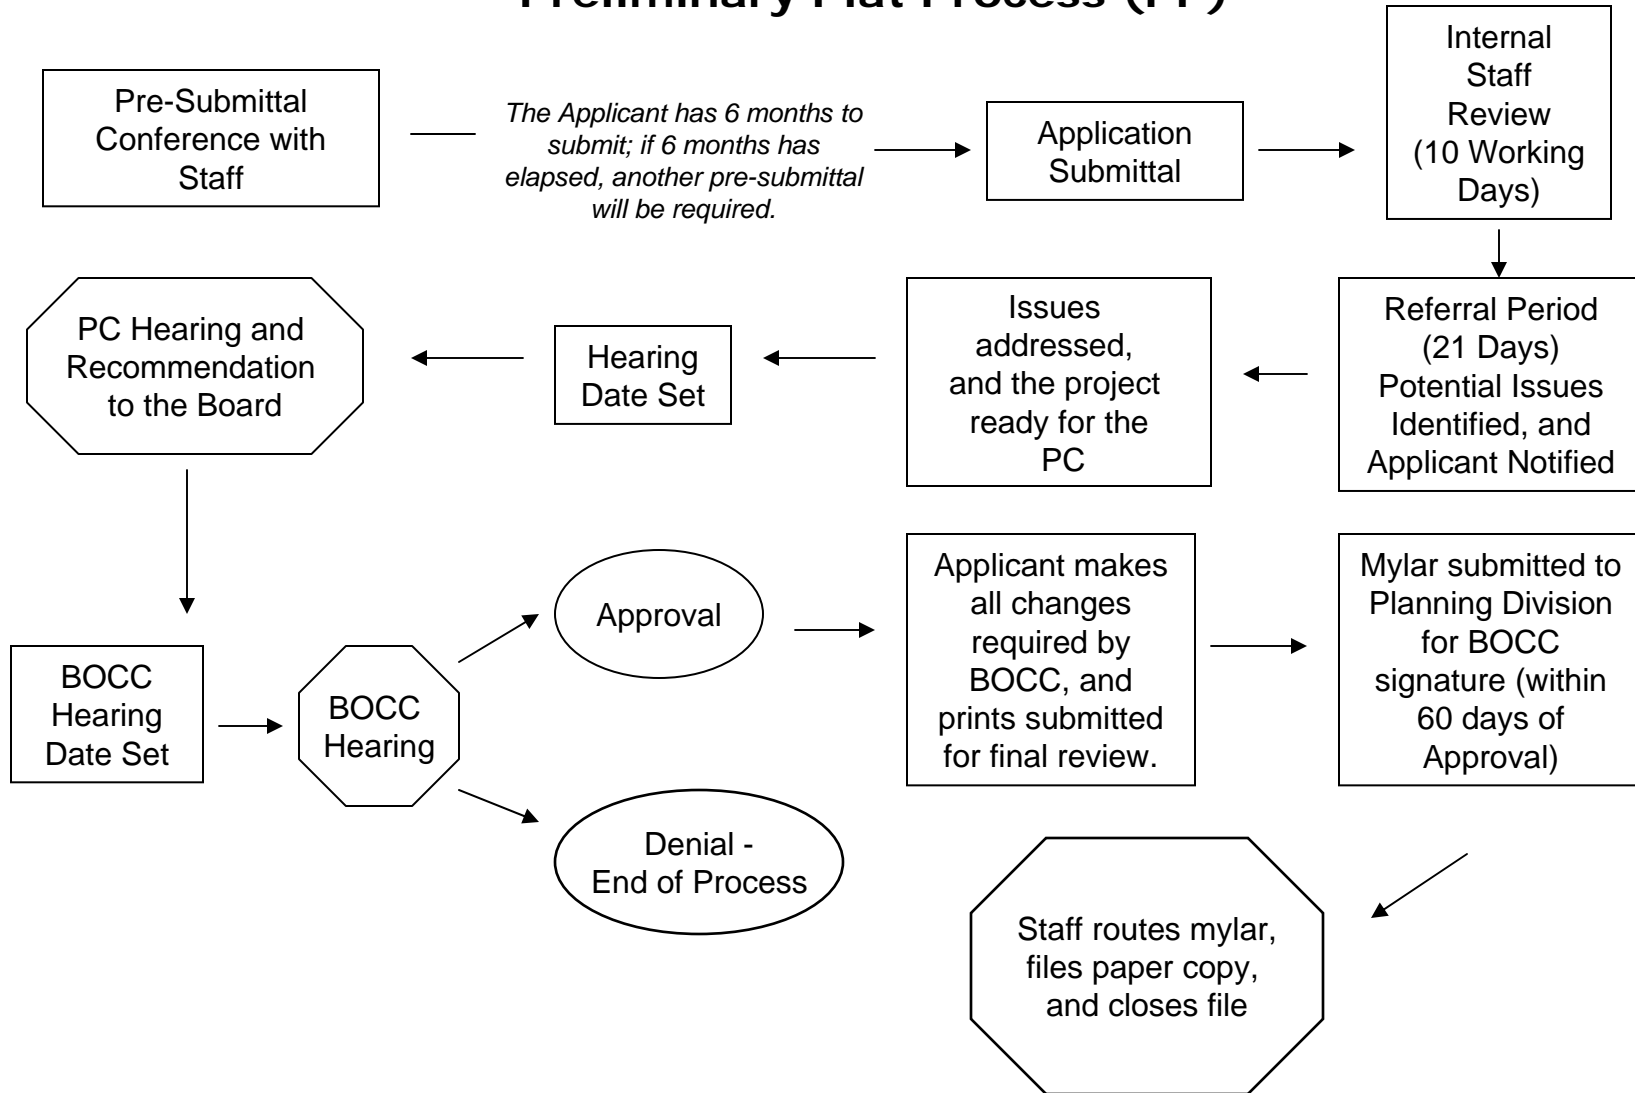 Preliminary Plat Process (PP)
Pre-Submittal
Conference with
Staff
The Applicant has 6 months to
submit; if 6 months has
elapsed, another pre-submittal
will be required.
Application
Submittal
Internal
Staff
Review
(10 Working
Days)
Referral Period
(21 Days)
Potential Issues
Identified, and
Applicant Notified
Issues
addressed,
and the project
ready for the
PC
Hearing
Date Set
PC Hearing and
Recommendation
to the Board
BOCC
Hearing
Date Set
BOCC
Hearing
Approval
Denial -
End of Process
Applicant makes
all changes
required by
BOCC, and
prints submitted
for final review.
Mylar submitted to
Planning Division
for BOCC
signature (within
60 days of
Approval)
Staff routes mylar,
files paper copy,
and closes file